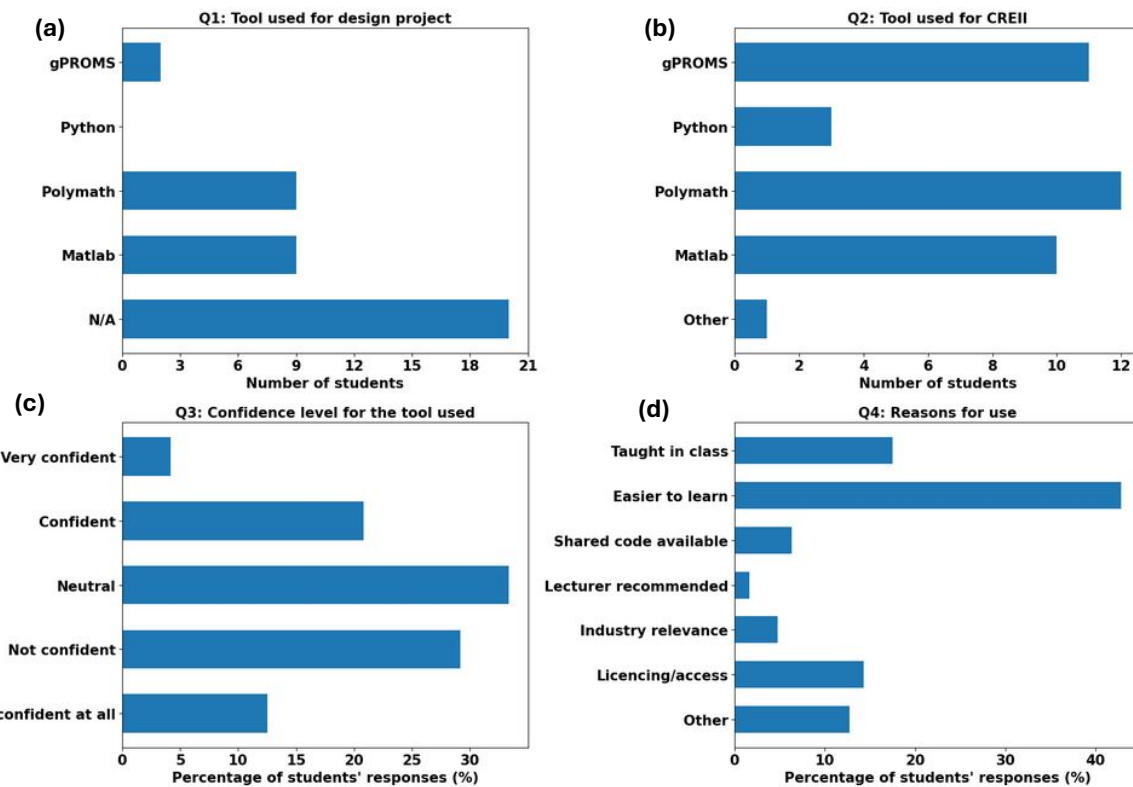 (a)
Q1: Tool used for design project
gPROMS
Python
Polymath
Matlab
N/A
0 3 6 9 12 15 18 21
Number of students
(b)
Q2: Tool used for CREII
gPROMS
Python
Polymath
Matlab
Other
0 2 4 6 8 10 12
Number of students
(c)
Q3: Confidence level for the tool used
Very confident
Confident
Neutral
Not confident
confident at all
0 5 10 15 20 25 30
Percentage of students' responses (%)
(d)
Q4: Reasons for use
Taught in class
Easier to learn
Shared code available
Lecturer recommended
Industry relevance
Licencing/access
Other
0 10 20 30 40
Percentage of students' responses (%)